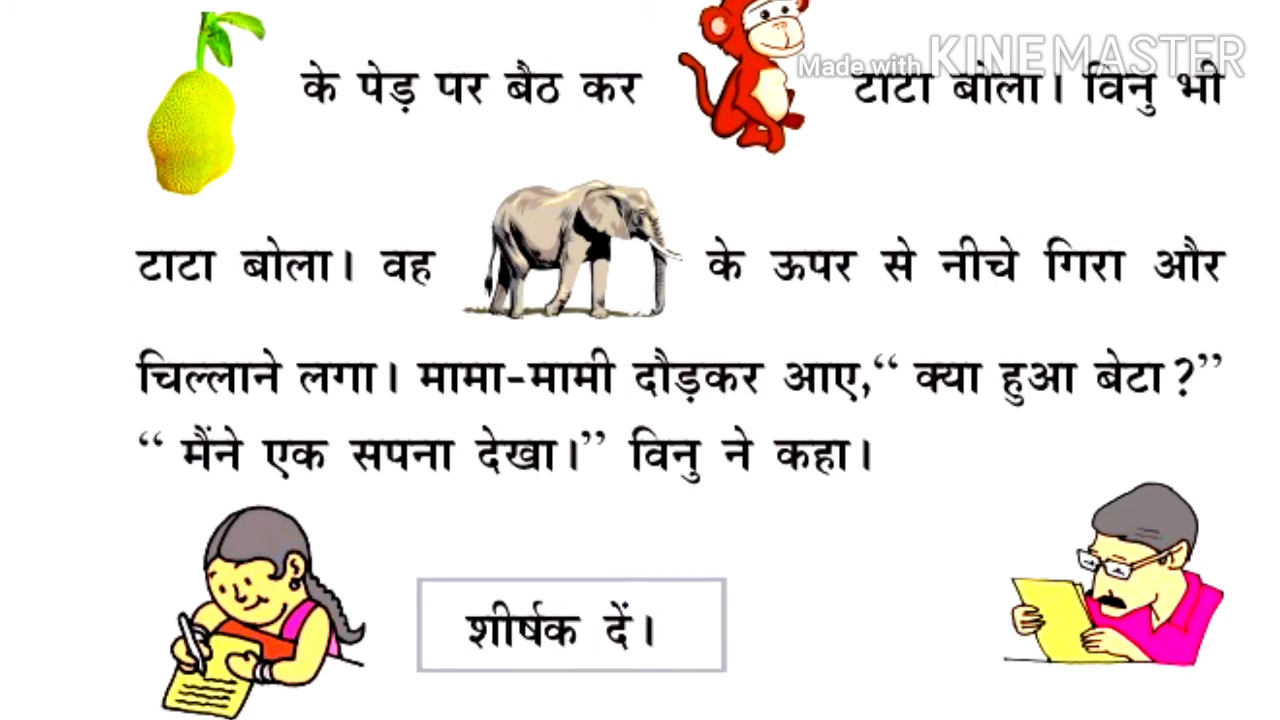 Made with KINEMASTER
के पेड़ पर बैठ कर टाटा बोला। विनु भी
टाटा बोला। वह के ऊपर से नीचे गिरा और
चिल्लाने लगा। मामा-मामी दौड़कर आए,“ क्या हुआ बेटा?”
“ मैंने एक सपना देखा।” विनु ने कहा।
शीर्षक दें।